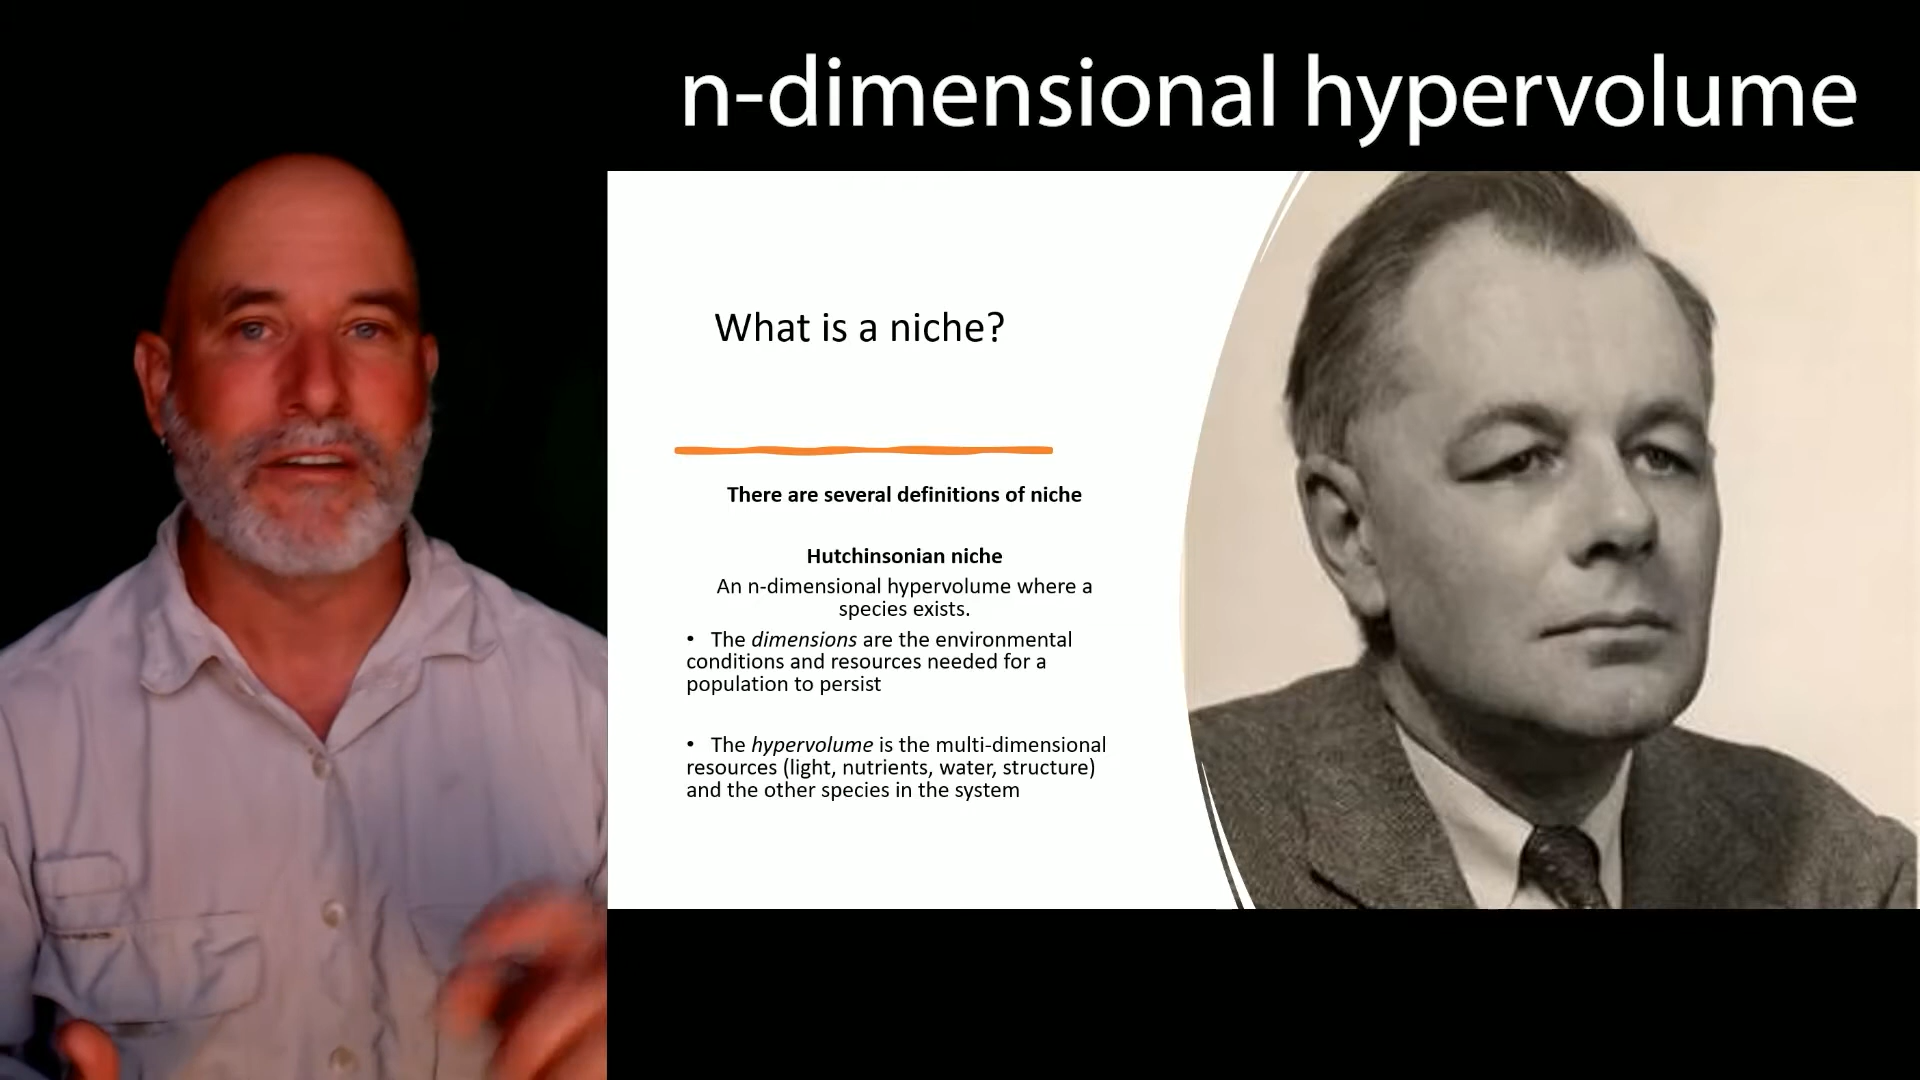 n-dimensional hypervolume
What is a niche?
There are several definitions of niche
Hutchinsonian niche
An n-dimensional hypervolume where a
species exists.
• The dimensions are the environmental
conditions and resources needed for a
population to persist
• The hypervolume is the multi-dimensional
resources (light, nutrients, water, structure)
and the other species in the system